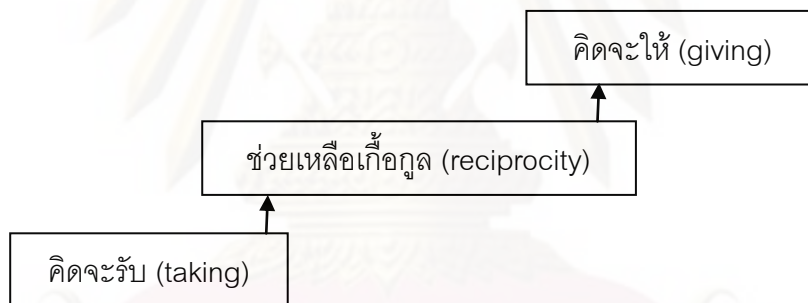 คิดจะให้ (giving)
ช่วยเหลือเกื้อกูล (reciprocity)
คิดจะรับ (taking)